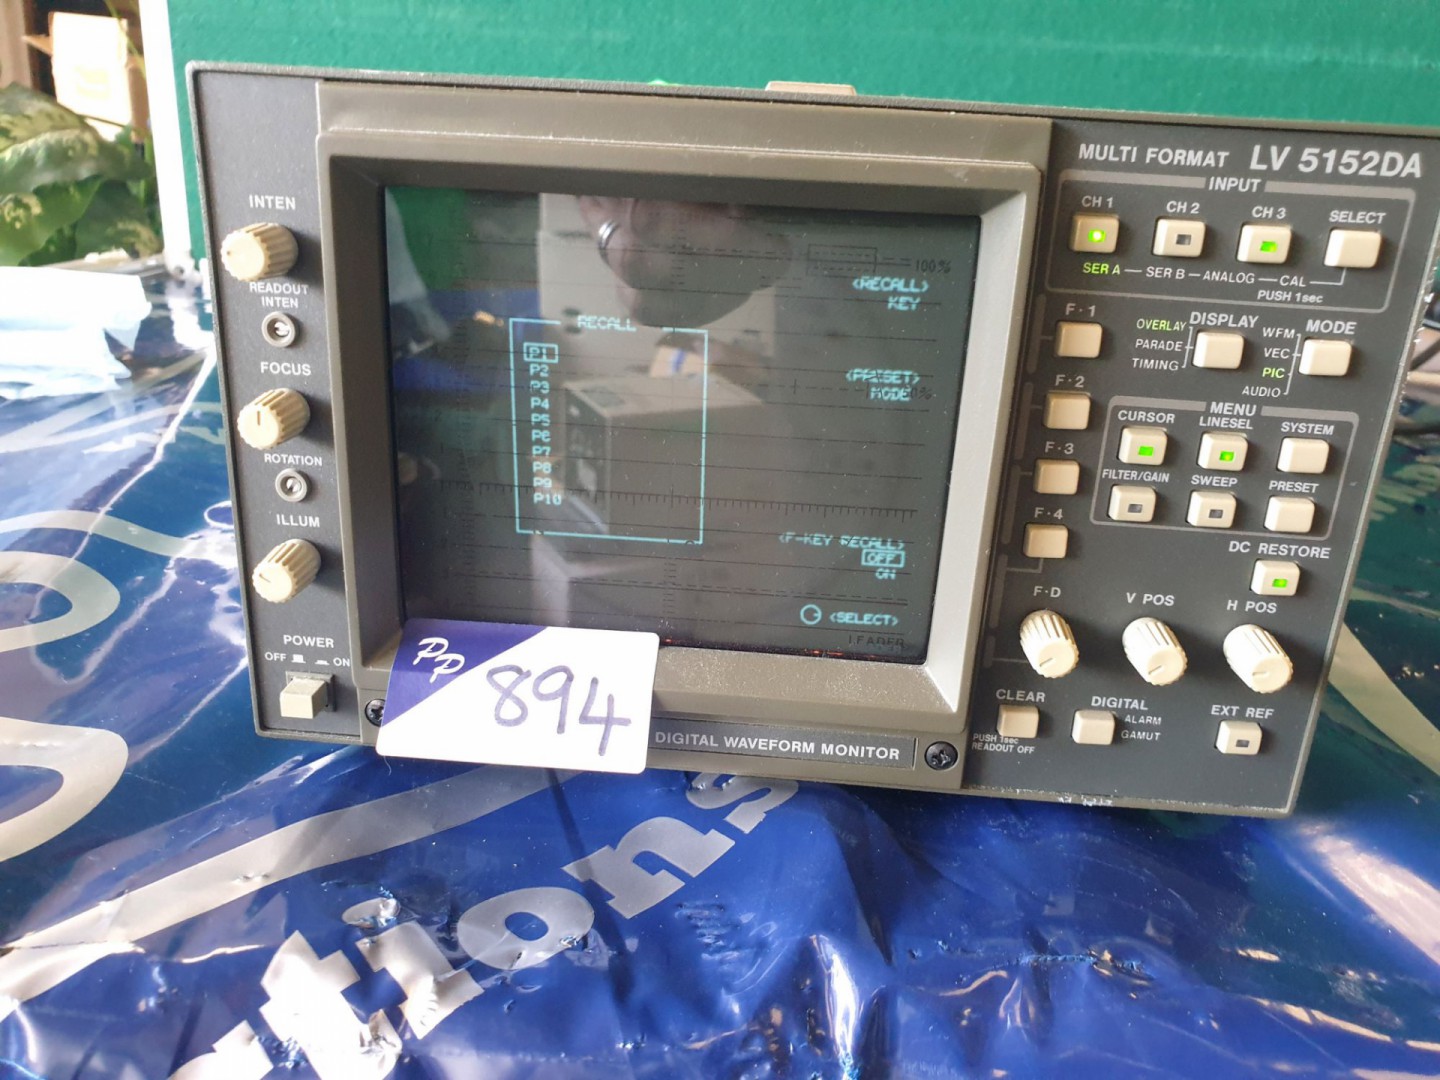 MULTI FORMAT LV 5152DA
INPUT
CH 1 CH 2 CH 3 SELECT
SER A — SER B — ANALOG — CAL
PUSH 1sec
INTEN
READOUT
INTEN
FOCUS
ROTATION
ILLUM
POWER
OFF ON
100%
<RECALL>
KEY
RECALL
P1
P2
P3
P4
P5
P6
P7
P8
P9
P10
<PRESET>
MODE
<F-KEY RECALL>
OFF
ON
<SELECT>
LEADER
F·1
F·2
F·3
F·4
F·D
DISPLAY
OVERLAY
PARADE
TIMING
MODE
WFM
VEC
PIC
AUDIO
MENU
CURSOR LINESEL SYSTEM
FILTER/GAIN SWEEP PRESET
DC RESTORE
V POS H POS
CLEAR
PUSH 1sec
READOUT OFF
DIGITAL
ALARM
GAMUT
EXT REF
DIGITAL WAVEFORM MONITOR
PP 894
tions